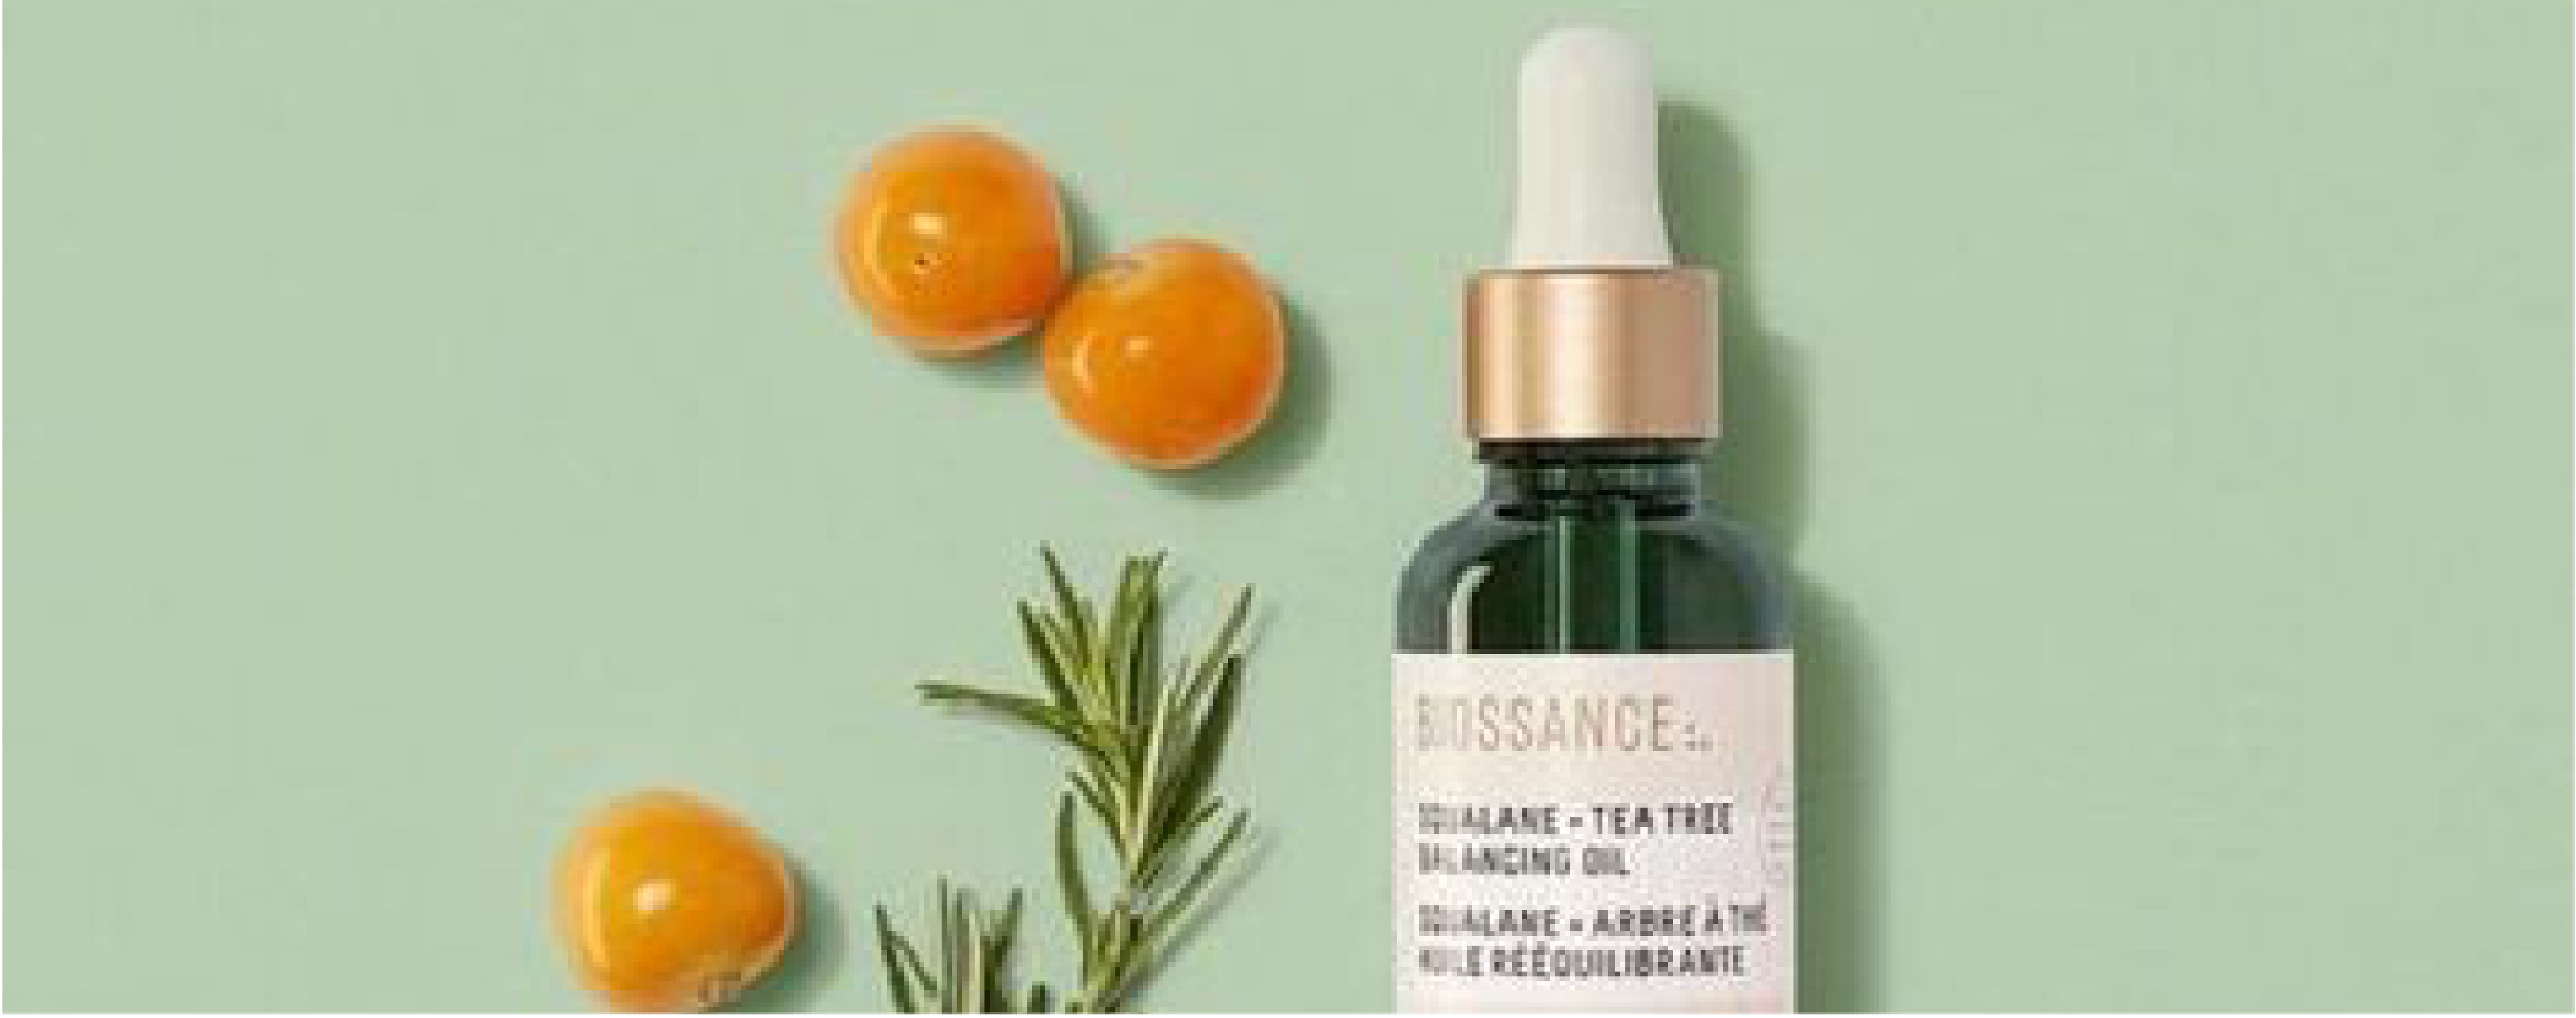 BIOSSANCE
SQUALANE + TEA TREE
BALANCING OIL
SQUALANE + ARBRE À THÉ
HUILE RÉÉQUILIBRANTE